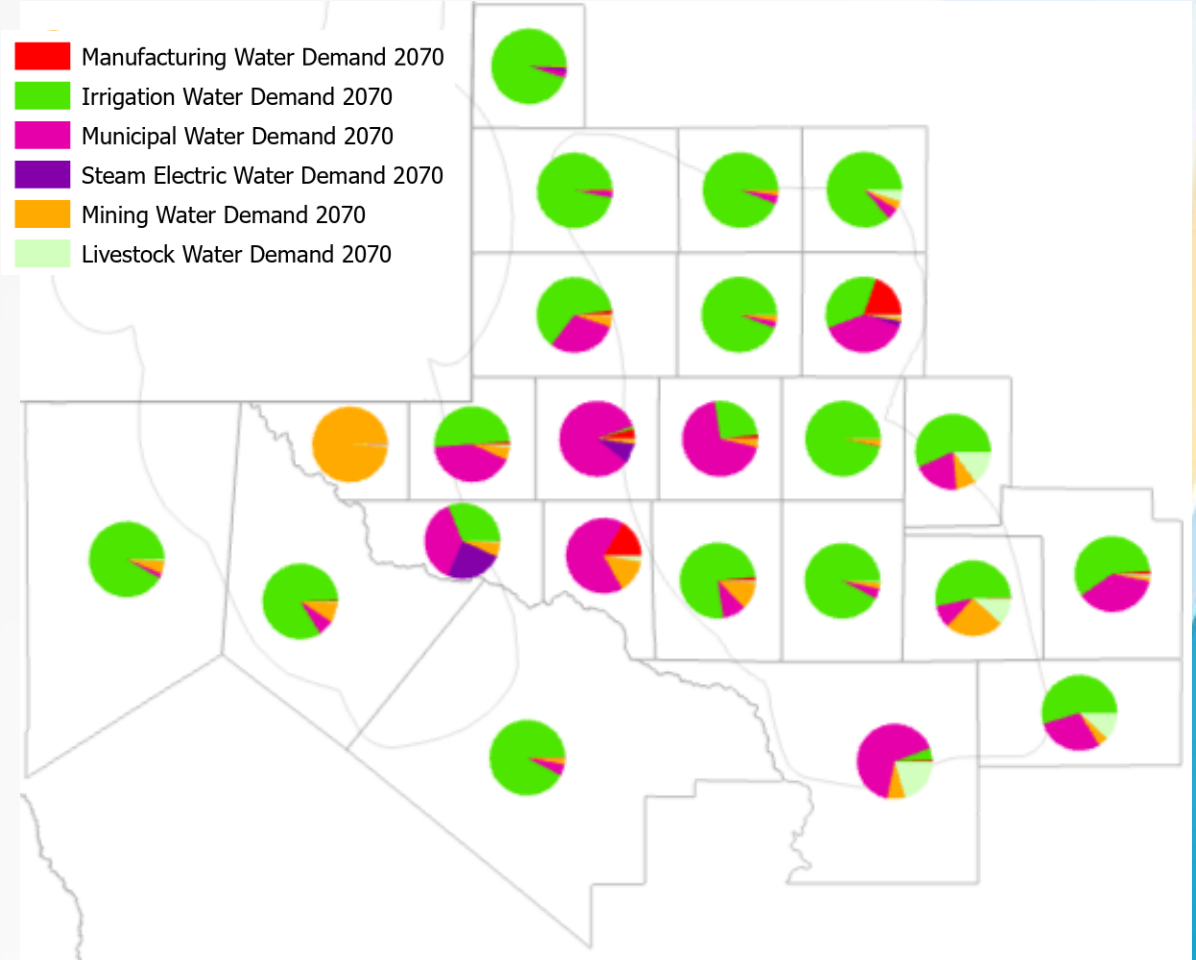 Manufacturing Water Demand 2070
Irrigation Water Demand 2070
Municipal Water Demand 2070
Steam Electric Water Demand 2070
Mining Water Demand 2070
Livestock Water Demand 2070